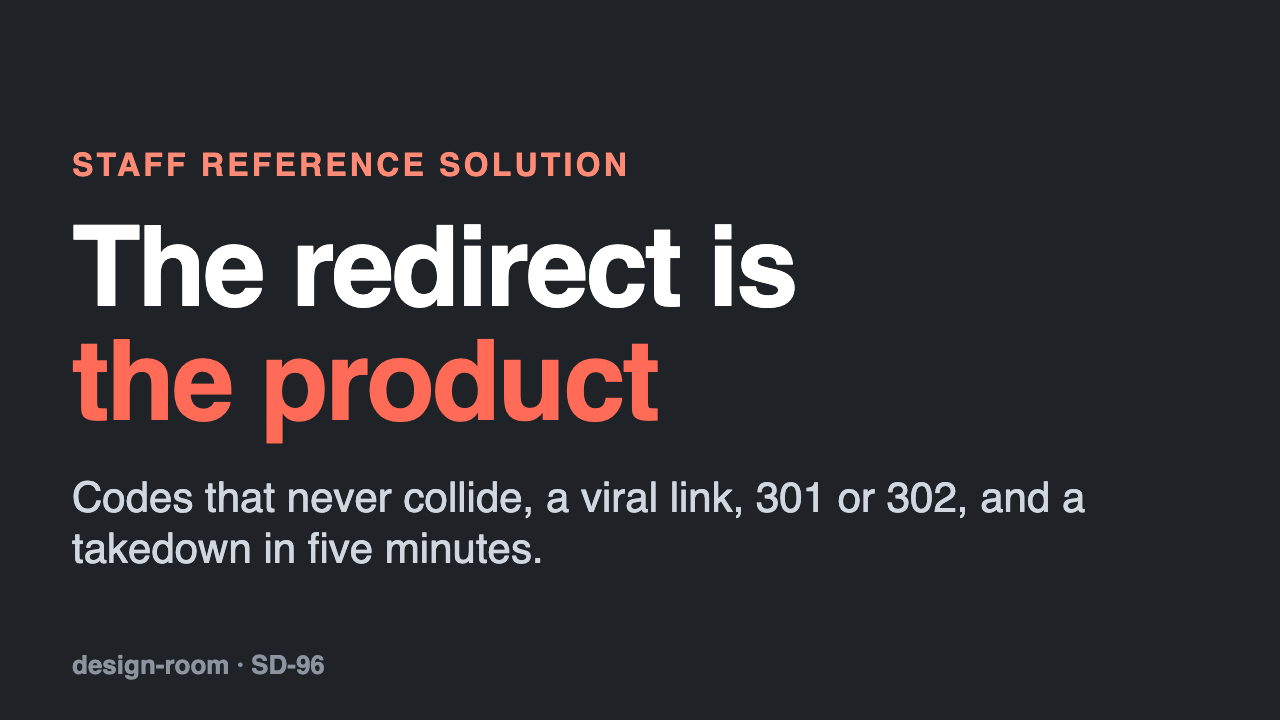 STAFF REFERENCE SOLUTION
The redirect is
the product
Codes that never collide, a viral link, 301 or 302, and a
takedown in five minutes.
design-room · SD-96